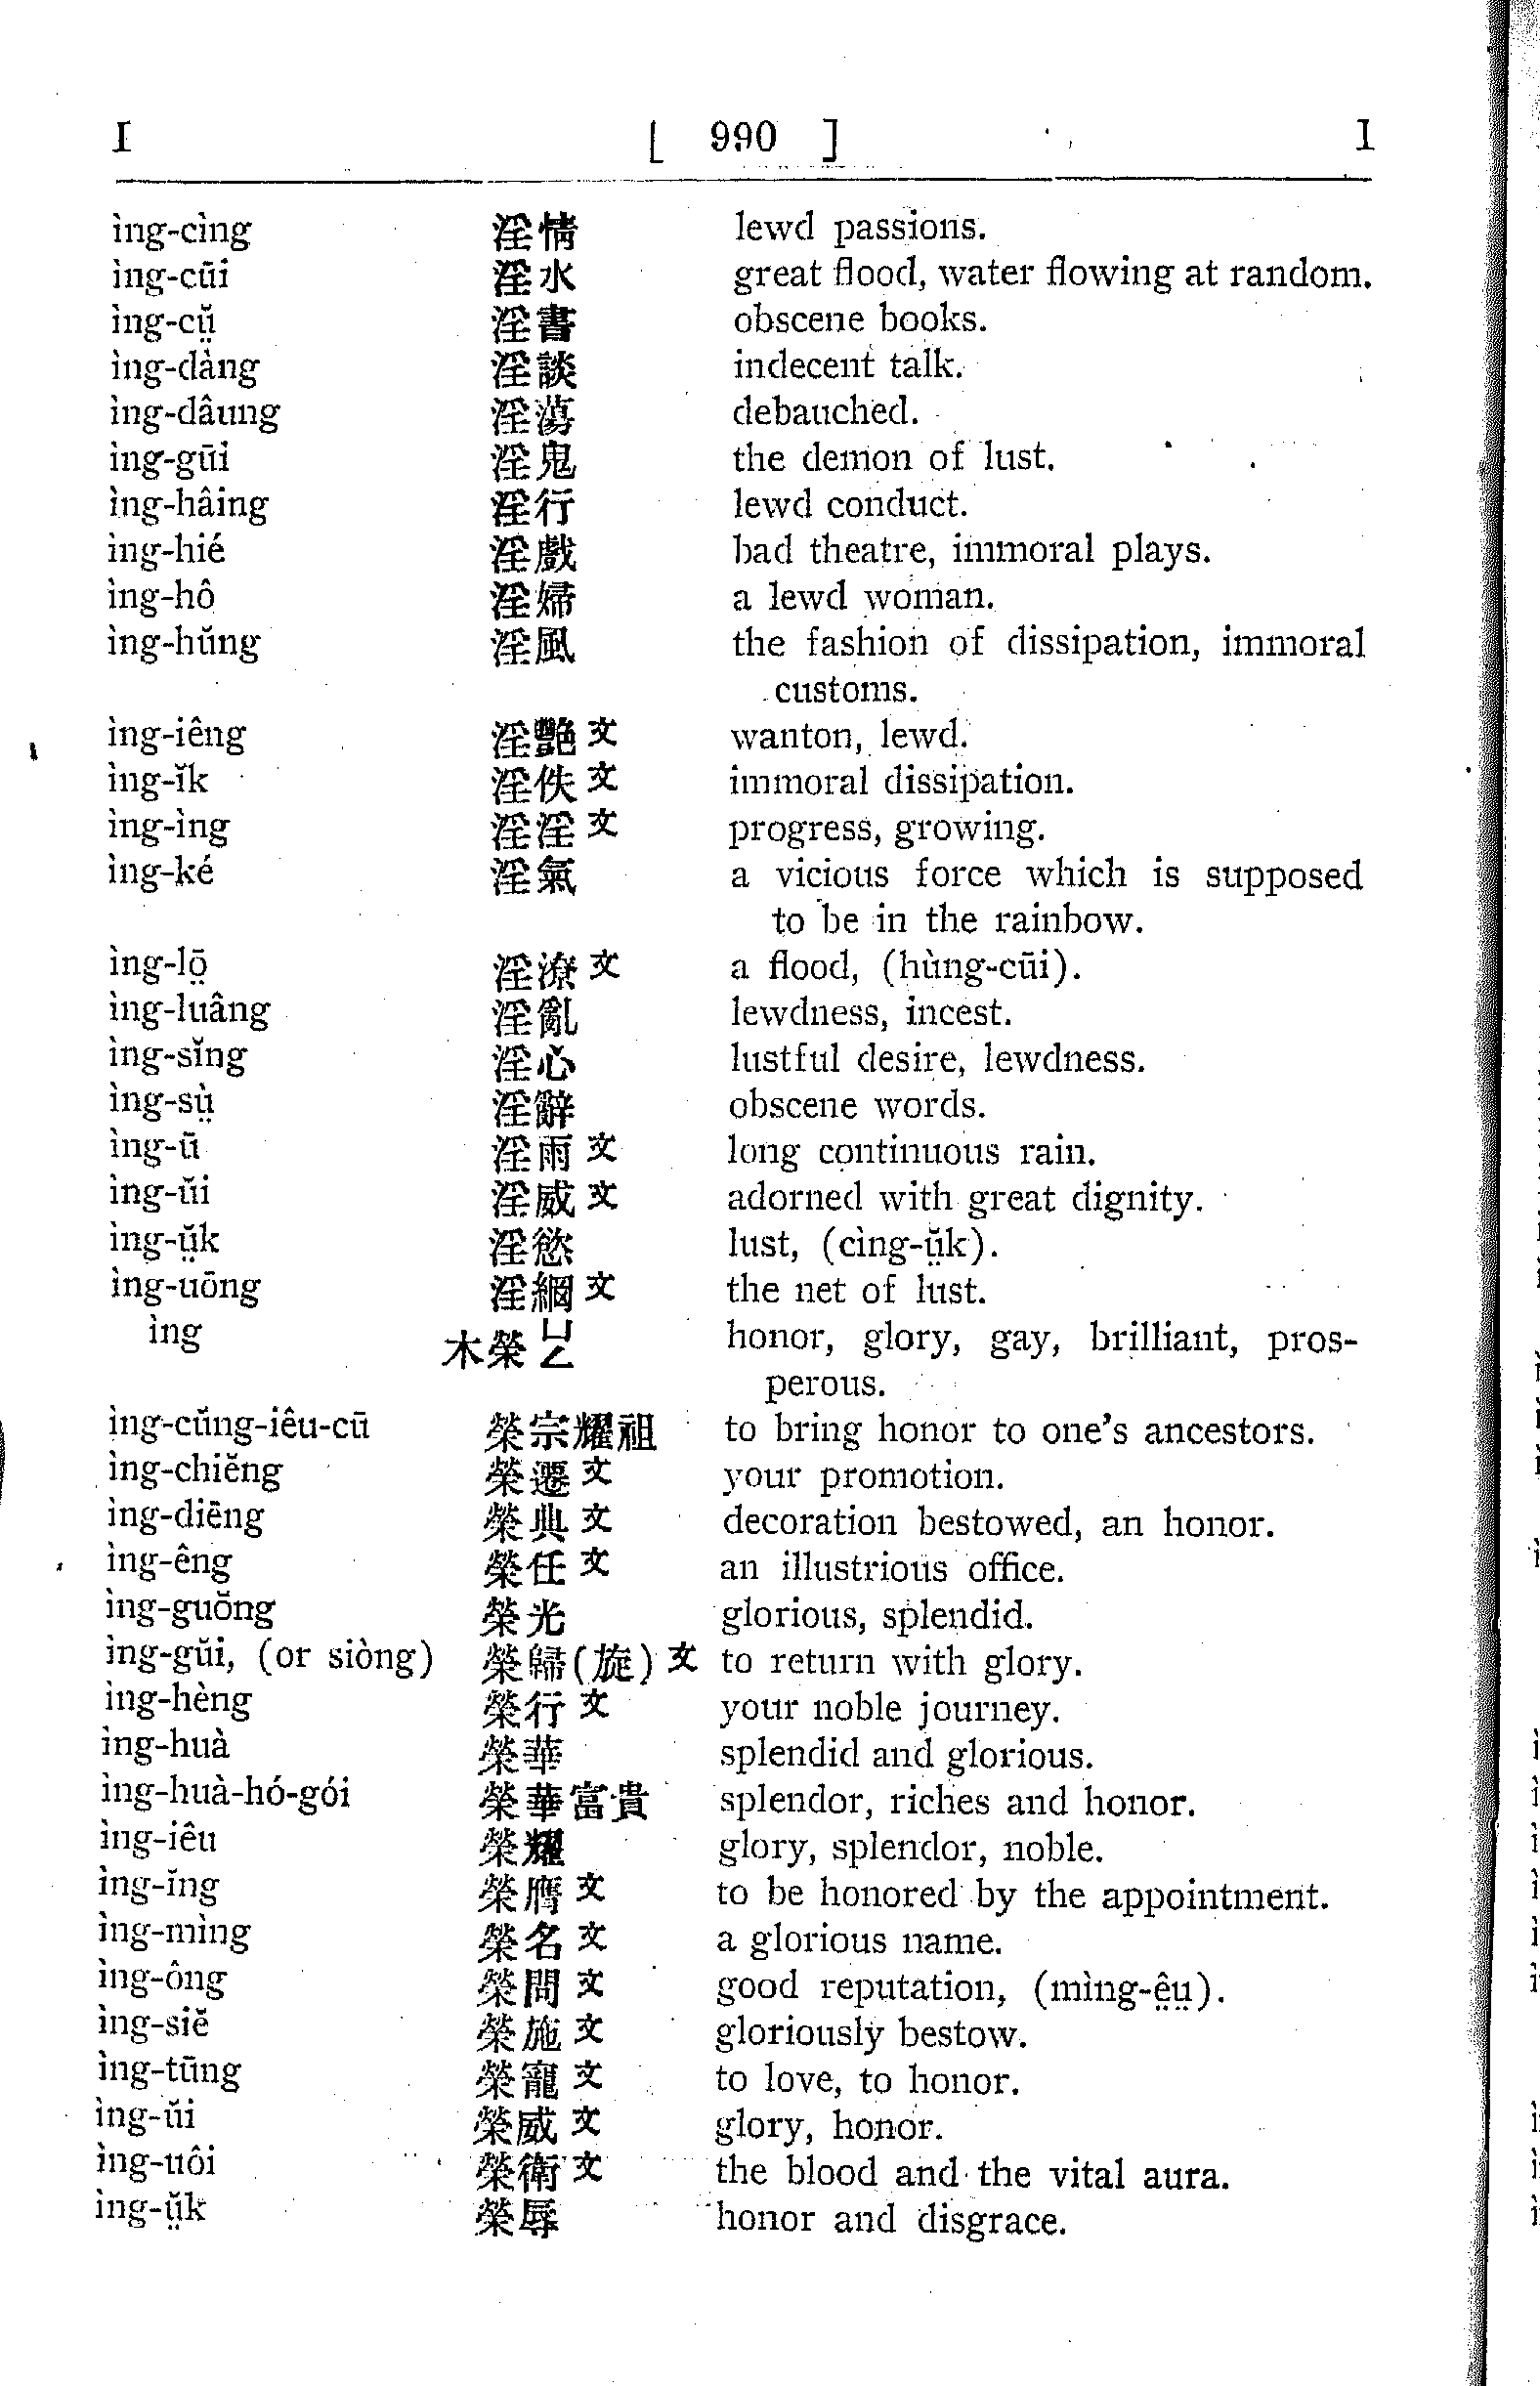 I [ 990 ] I
ìng-cìng 淫情 lewd passions.
ìng-cūi 淫水 great flood, water flowing at random.
ìng-cṳ̆ 淫書 obscene books.
ìng-dàng 淫談 indecent talk.
ìng-dâung 淫蕩 debauched.
ìng-gūi 淫鬼 the demon of lust.
ìng-hâing 淫行 lewd conduct.
ìng-hié 淫戲 bad theatre, immoral plays.
ìng-hô 淫婦 a lewd woman.
ìng-hŭng 淫風 the fashion of dissipation, immoral
customs.
ìng-iêng 淫艷文 wanton, lewd.
ìng-ĭk 淫佚文 immoral dissipation.
ìng-ìng 淫淫文 progress, growing.
ìng-ké 淫氣 a vicious force which is supposed
to be in the rainbow.
ìng-lō̤ 淫潦文 a flood, (hùng-cūi).
ìng-luâng 淫亂 lewdness, incest.
ìng-sĭng 淫心 lustful desire, lewdness.
ìng-sṳ̀ 淫辭 obscene words.
ìng-ū 淫雨文 long continuous rain.
ìng-ŭi 淫威文 adorned with great dignity.
ìng-ṳ̆k 淫慾 lust, (cìng-ṳ̆k).
ìng-uōng 淫網文 the net of lust.
ìng 木榮ㄩㄥ honor, glory, gay, brilliant, pros-
perous.
ìng-cŭng-iêu-cū 榮宗耀祖 to bring honor to one's ancestors.
ìng-chiĕng 榮遷文 your promotion.
ìng-diēng 榮典文 decoration bestowed, an honor.
ìng-êng 榮任文 an illustrious office.
ìng-guŏng 榮光 glorious, splendid.
ìng-gŭi, (or siòng) 榮歸(旋)文 to return with glory.
ìng-hèng 榮行文 your noble journey.
ìng-huà 榮華 splendid and glorious.
ìng-huà-hó-gói 榮華富貴 splendor, riches and honor.
ìng-iêu 榮耀 glory, splendor, noble.
ìng-ĭng 榮膺文 to be honored by the appointment.
ìng-mìng 榮名文 a glorious name.
ìng-ông 榮問文 good reputation, (mìng-ê̤ṳ).
ìng-siĕ 榮施文 gloriously bestow.
ìng-tūng 榮寵文 to love, to honor.
ìng-ŭi 榮威文 glory, honor.
ìng-uôi 榮衛文 the blood and the vital aura.
ìng-ṳ̆k 榮辱 honor and disgrace.